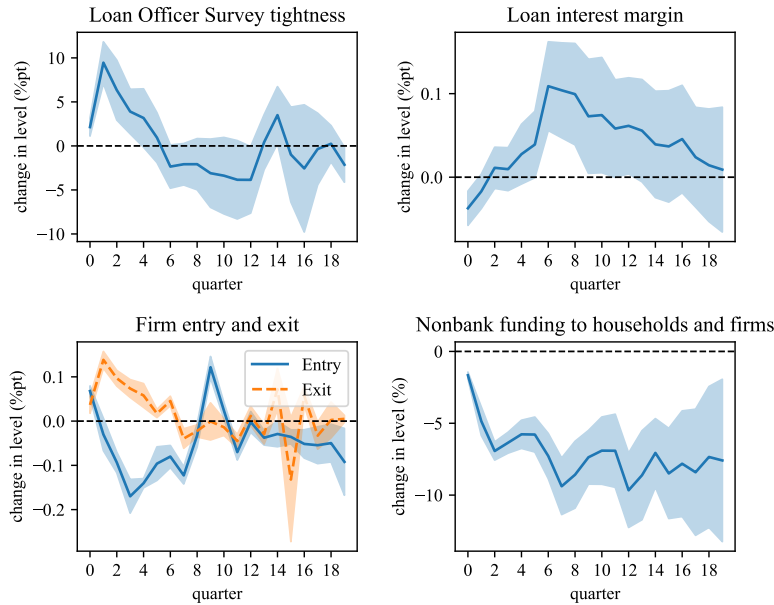 Loan Officer Survey tightness
change in level (%pt)
10
5
0
−5
−10
0 2 4 6 8 10 12 14 16 18
quarter
Loan interest margin
change in level (%pt)
0.1
0.0
0 2 4 6 8 10 12 14 16 18
quarter
Firm entry and exit
change in level (%pt)
0.1
0.0
−0.1
−0.2
Entry
Exit
0 2 4 6 8 10 12 14 16 18
quarter
Nonbank funding to households and firms
change in level (%)
0
−5
−10
0 2 4 6 8 10 12 14 16 18
quarter